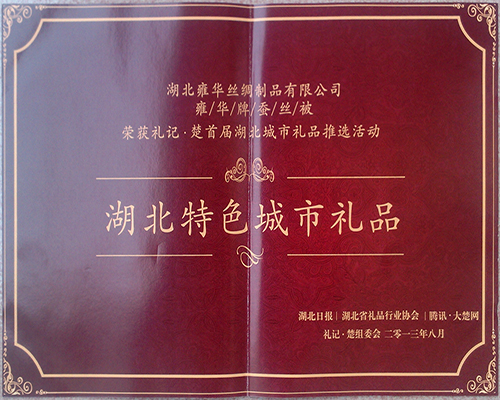 湖北雍华丝绸制品有限公司
雍/华/牌/蚕/丝/被
荣获礼记·楚首届湖北城市礼品推选活动
湖北特色城市礼品
湖北日报|湖北省礼品行业协会|腾讯·大楚网
礼记·楚组委会 二零一三年八月